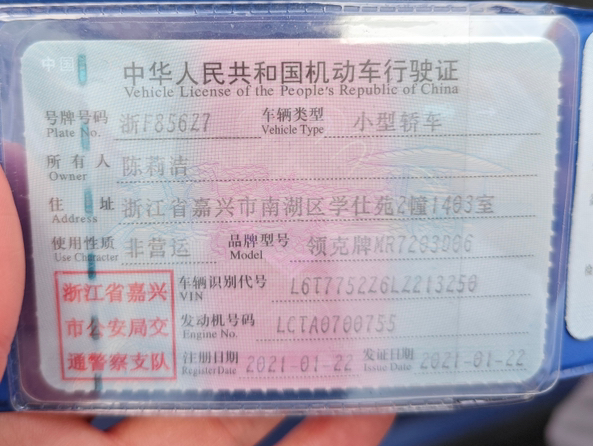 中国
中华人民共和国机动车行驶证
Vehicle License of the People's Republic of China
号牌号码 Plate No. 浙F856Z7 车辆类型 Vehicle Type 小型轿车
所有人 Owner 陈莉洁
住址 Address 浙江省嘉兴市南湖区学仕苑2幢1403室
使用性质 Use Character 非营运 品牌型号 Model 领克牌MR7203D06
浙江省嘉兴市公安局交通警察支队
车辆识别代号 VIN L6T7752Z6LZ213250
发动机号码 Engine No. LCTA0700755
注册日期 Register Date 2021-01-22 发证日期 Issue Date 2021-01-22